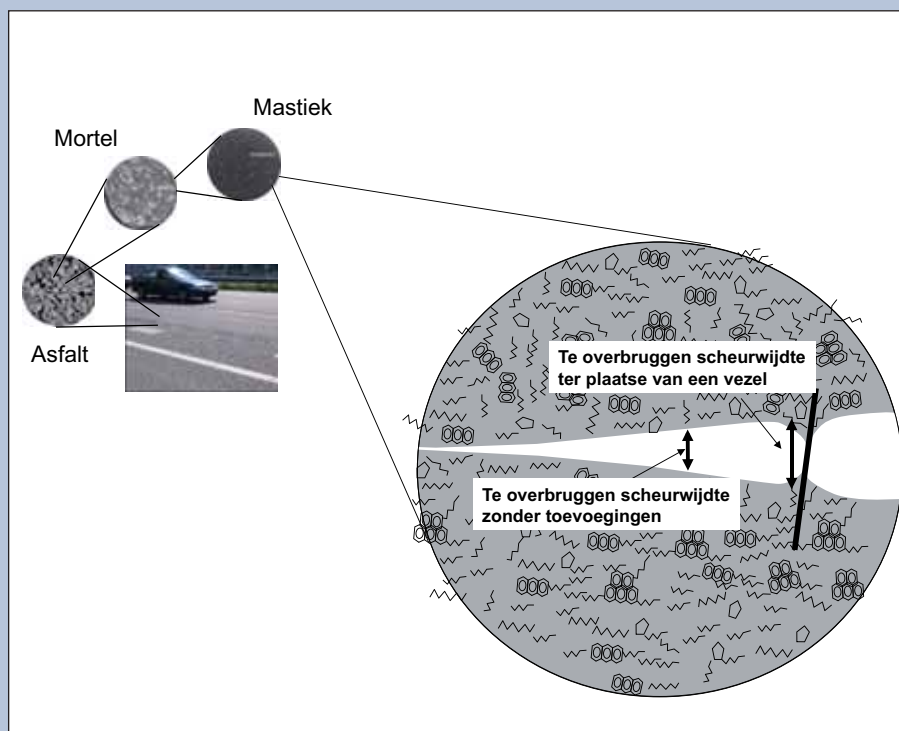 Mastiek
Mortel
Asfalt
Te overbruggen scheurwijdte
ter plaatse van een vezel
Te overbruggen scheurwijdte
zonder toevoegingen